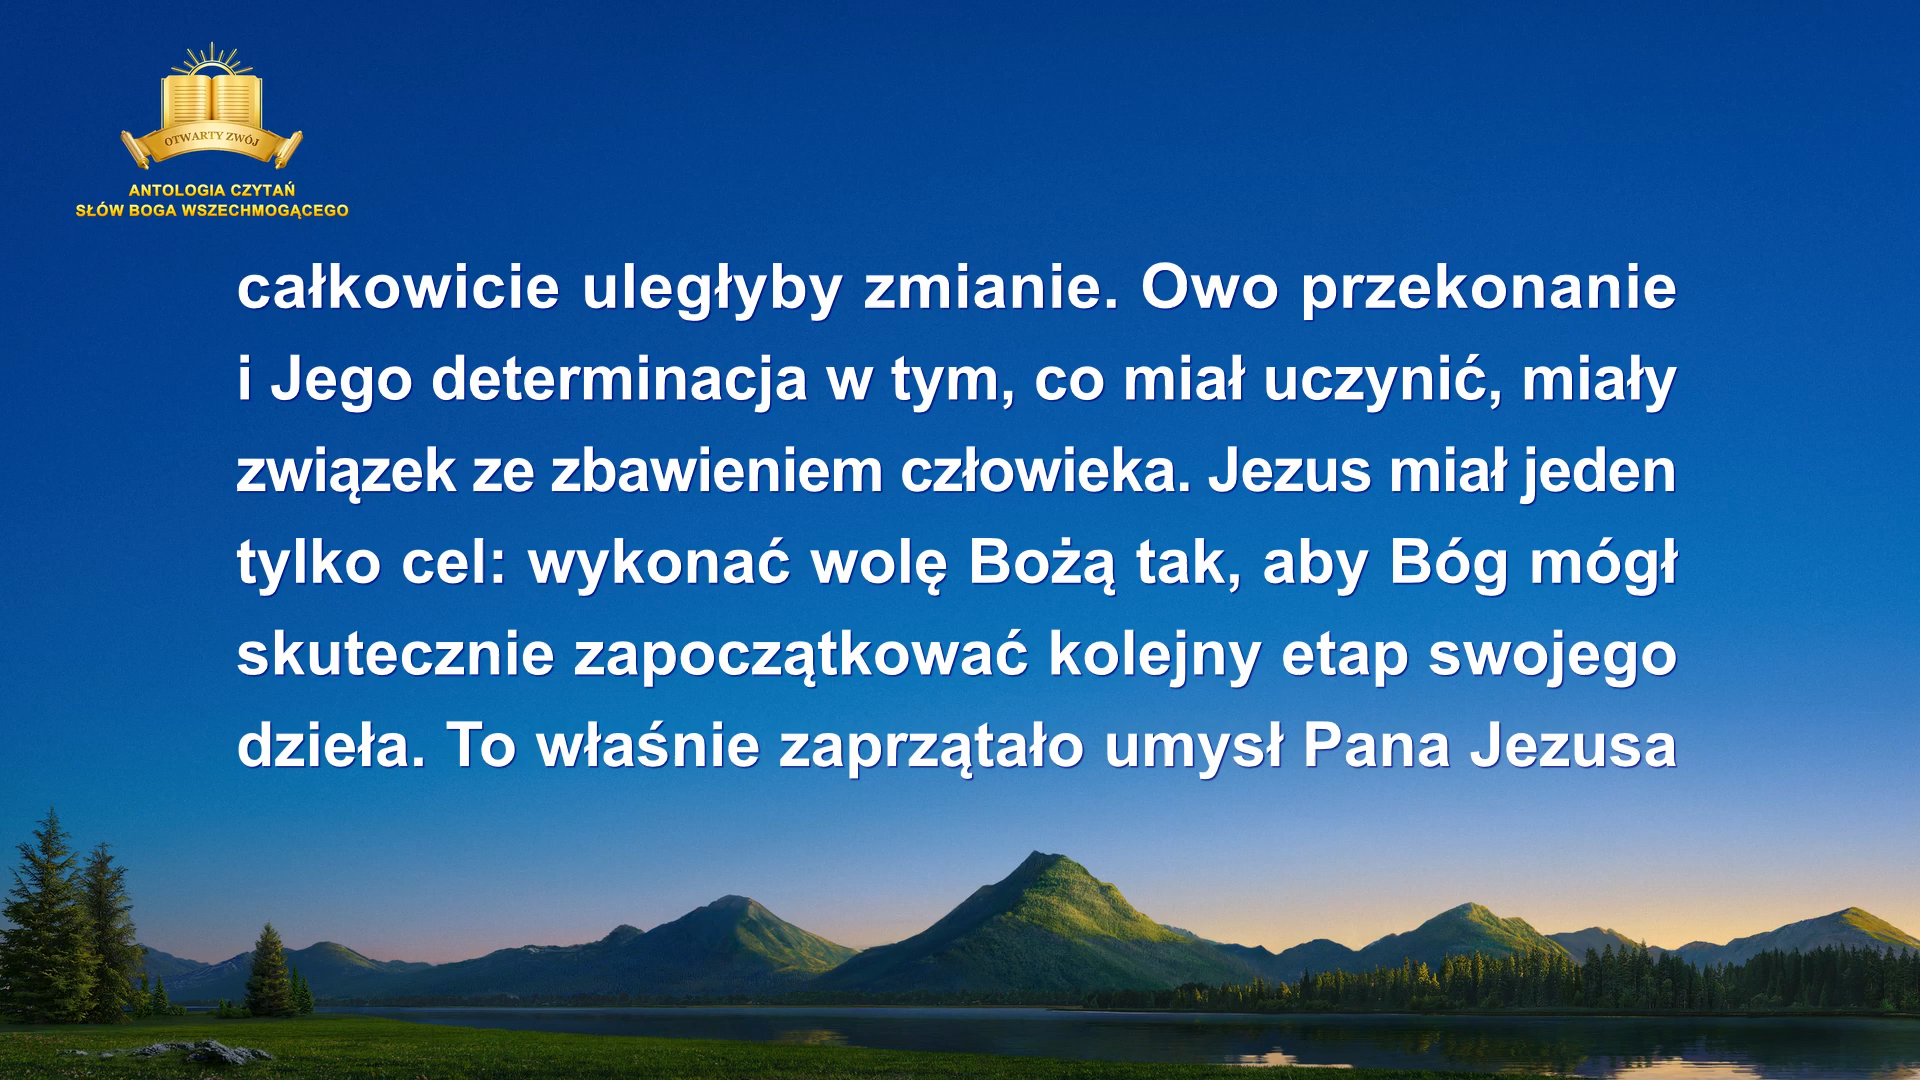 OTWARTY ZWÓJ
ANTOLOGIA CZYTAŃ
SŁÓW BOGA WSZECHMOGĄCEGO
całkowicie uległyby zmianie. Owo przekonanie
i Jego determinacja w tym, co miał uczynić, miały
związek ze zbawieniem człowieka. Jezus miał jeden
tylko cel: wykonać wolę Bożą tak, aby Bóg mógł
skutecznie zapoczątkować kolejny etap swojego
dzieła. To właśnie zaprzątało umysł Pana Jezusa